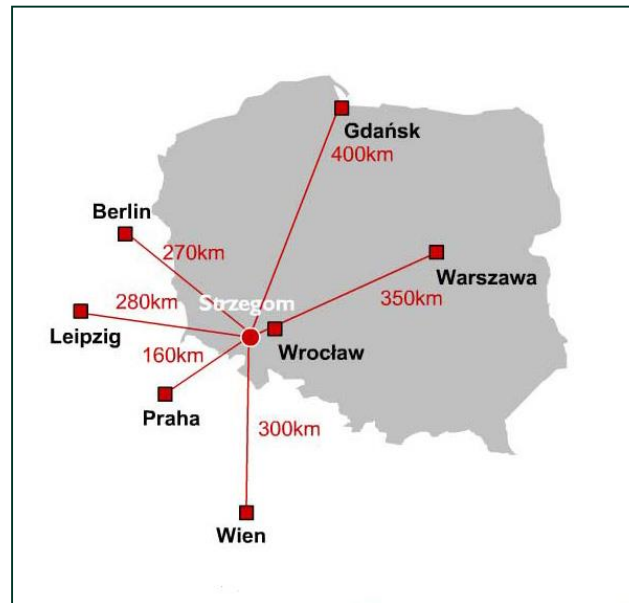 Gdańsk
400km
Berlin
270km
Warszawa
350km
Strzegom
280km
Leipzig
Wrocław
160km
Praha
300km
Wien